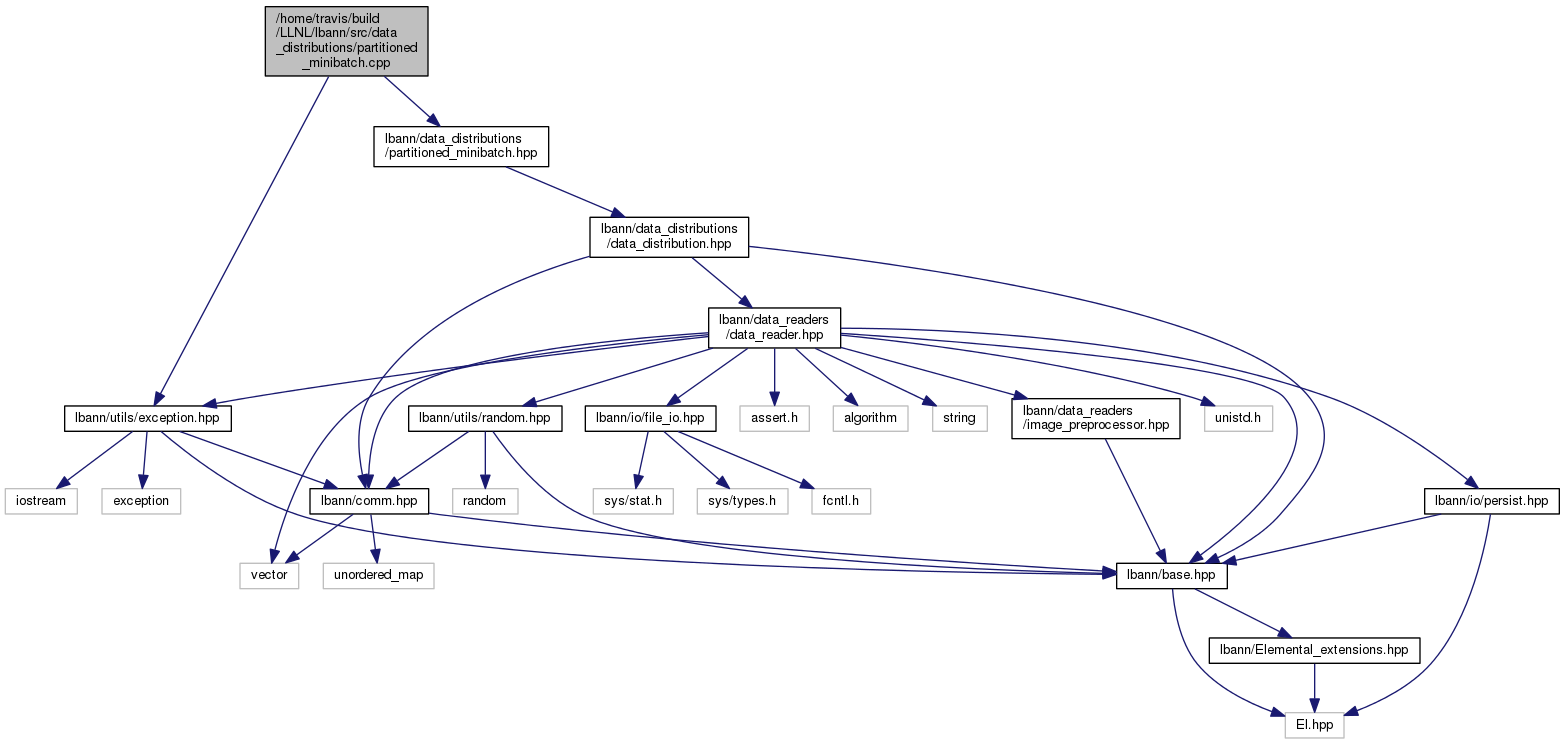 /home/travis/build
/LLNL/lbann/src/data
_distributions/partitioned
_minibatch.cpp
lbann/data_distributions
/partitioned_minibatch.hpp
lbann/data_distributions
/data_distribution.hpp
lbann/data_readers
/data_reader.hpp
lbann/utils/exception.hpp
lbann/utils/random.hpp
lbann/io/file_io.hpp
assert.h
algorithm
string
lbann/data_readers
/image_preprocessor.hpp
unistd.h
iostream
exception
lbann/comm.hpp
random
sys/stat.h
sys/types.h
fcntl.h
lbann/io/persist.hpp
vector
unordered_map
lbann/base.hpp
lbann/Elemental_extensions.hpp
El.hpp